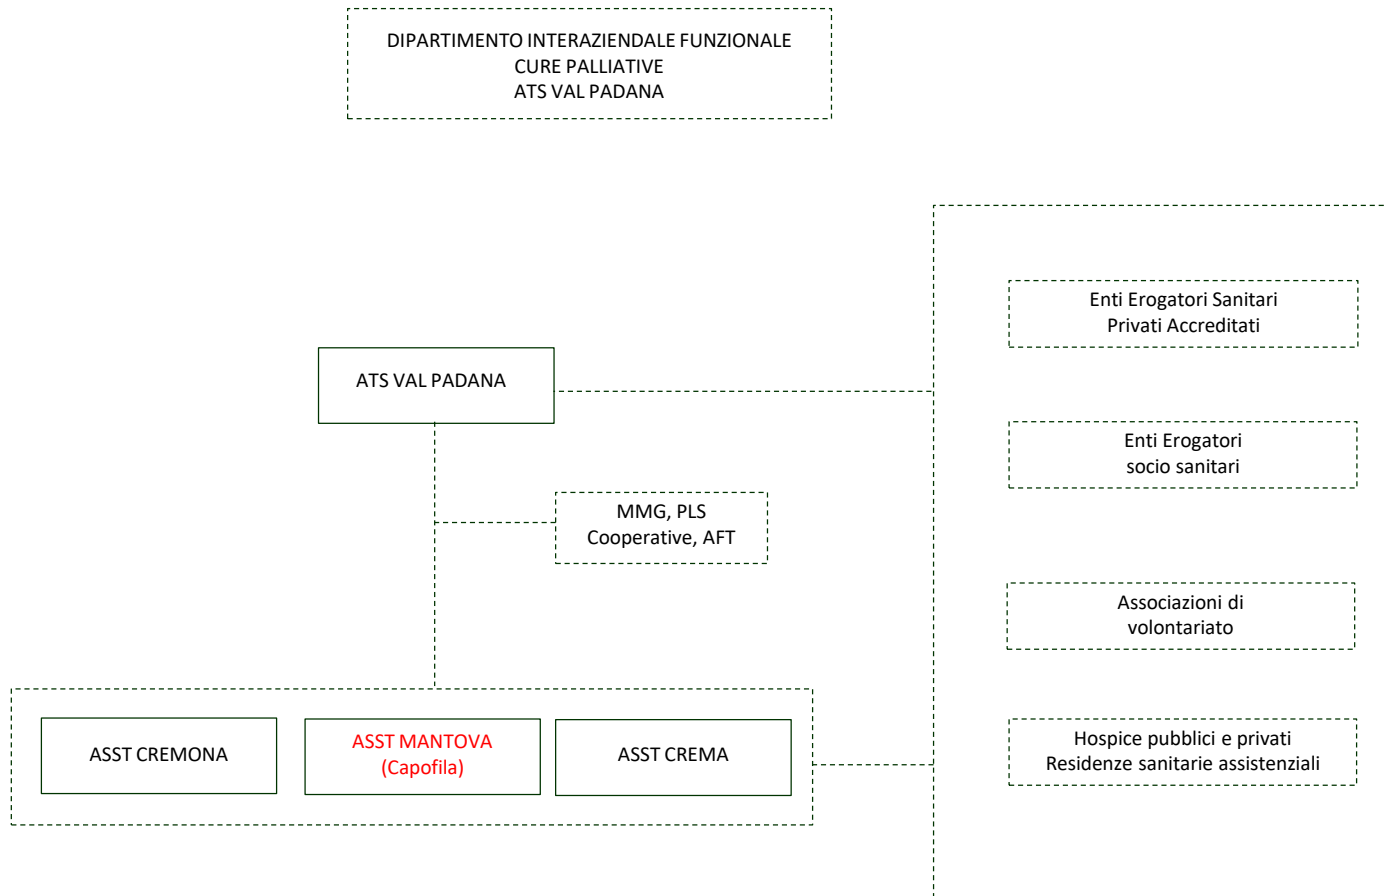 DIPARTIMENTO INTERAZIENDALE FUNZIONALE
CURE PALLIATIVE
ATS VAL PADANA
Enti Erogatori Sanitari
Privati Accreditati
ATS VAL PADANA
Enti Erogatori
socio sanitari
MMG, PLS
Cooperative, AFT
Associazioni di
volontariato
ASST CREMONA
ASST MANTOVA
(Capofila)
ASST CREMA
Hospice pubblici e privati
Residenze sanitarie assistenziali